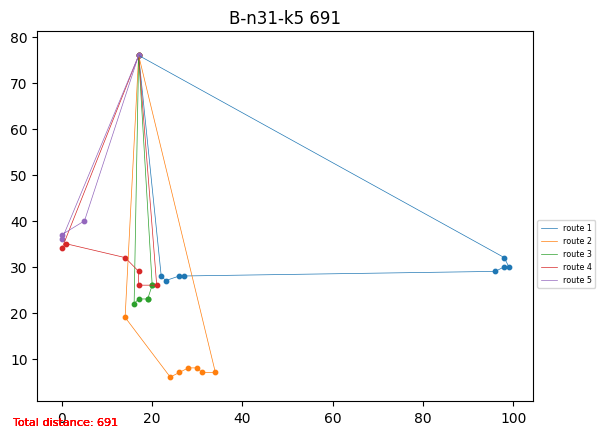 B-n31-k5 691
80
70
60
50
40
30
20
10
0 20 40 60 80 100
route 1
route 2
route 3
route 4
route 5
Total distance: 691